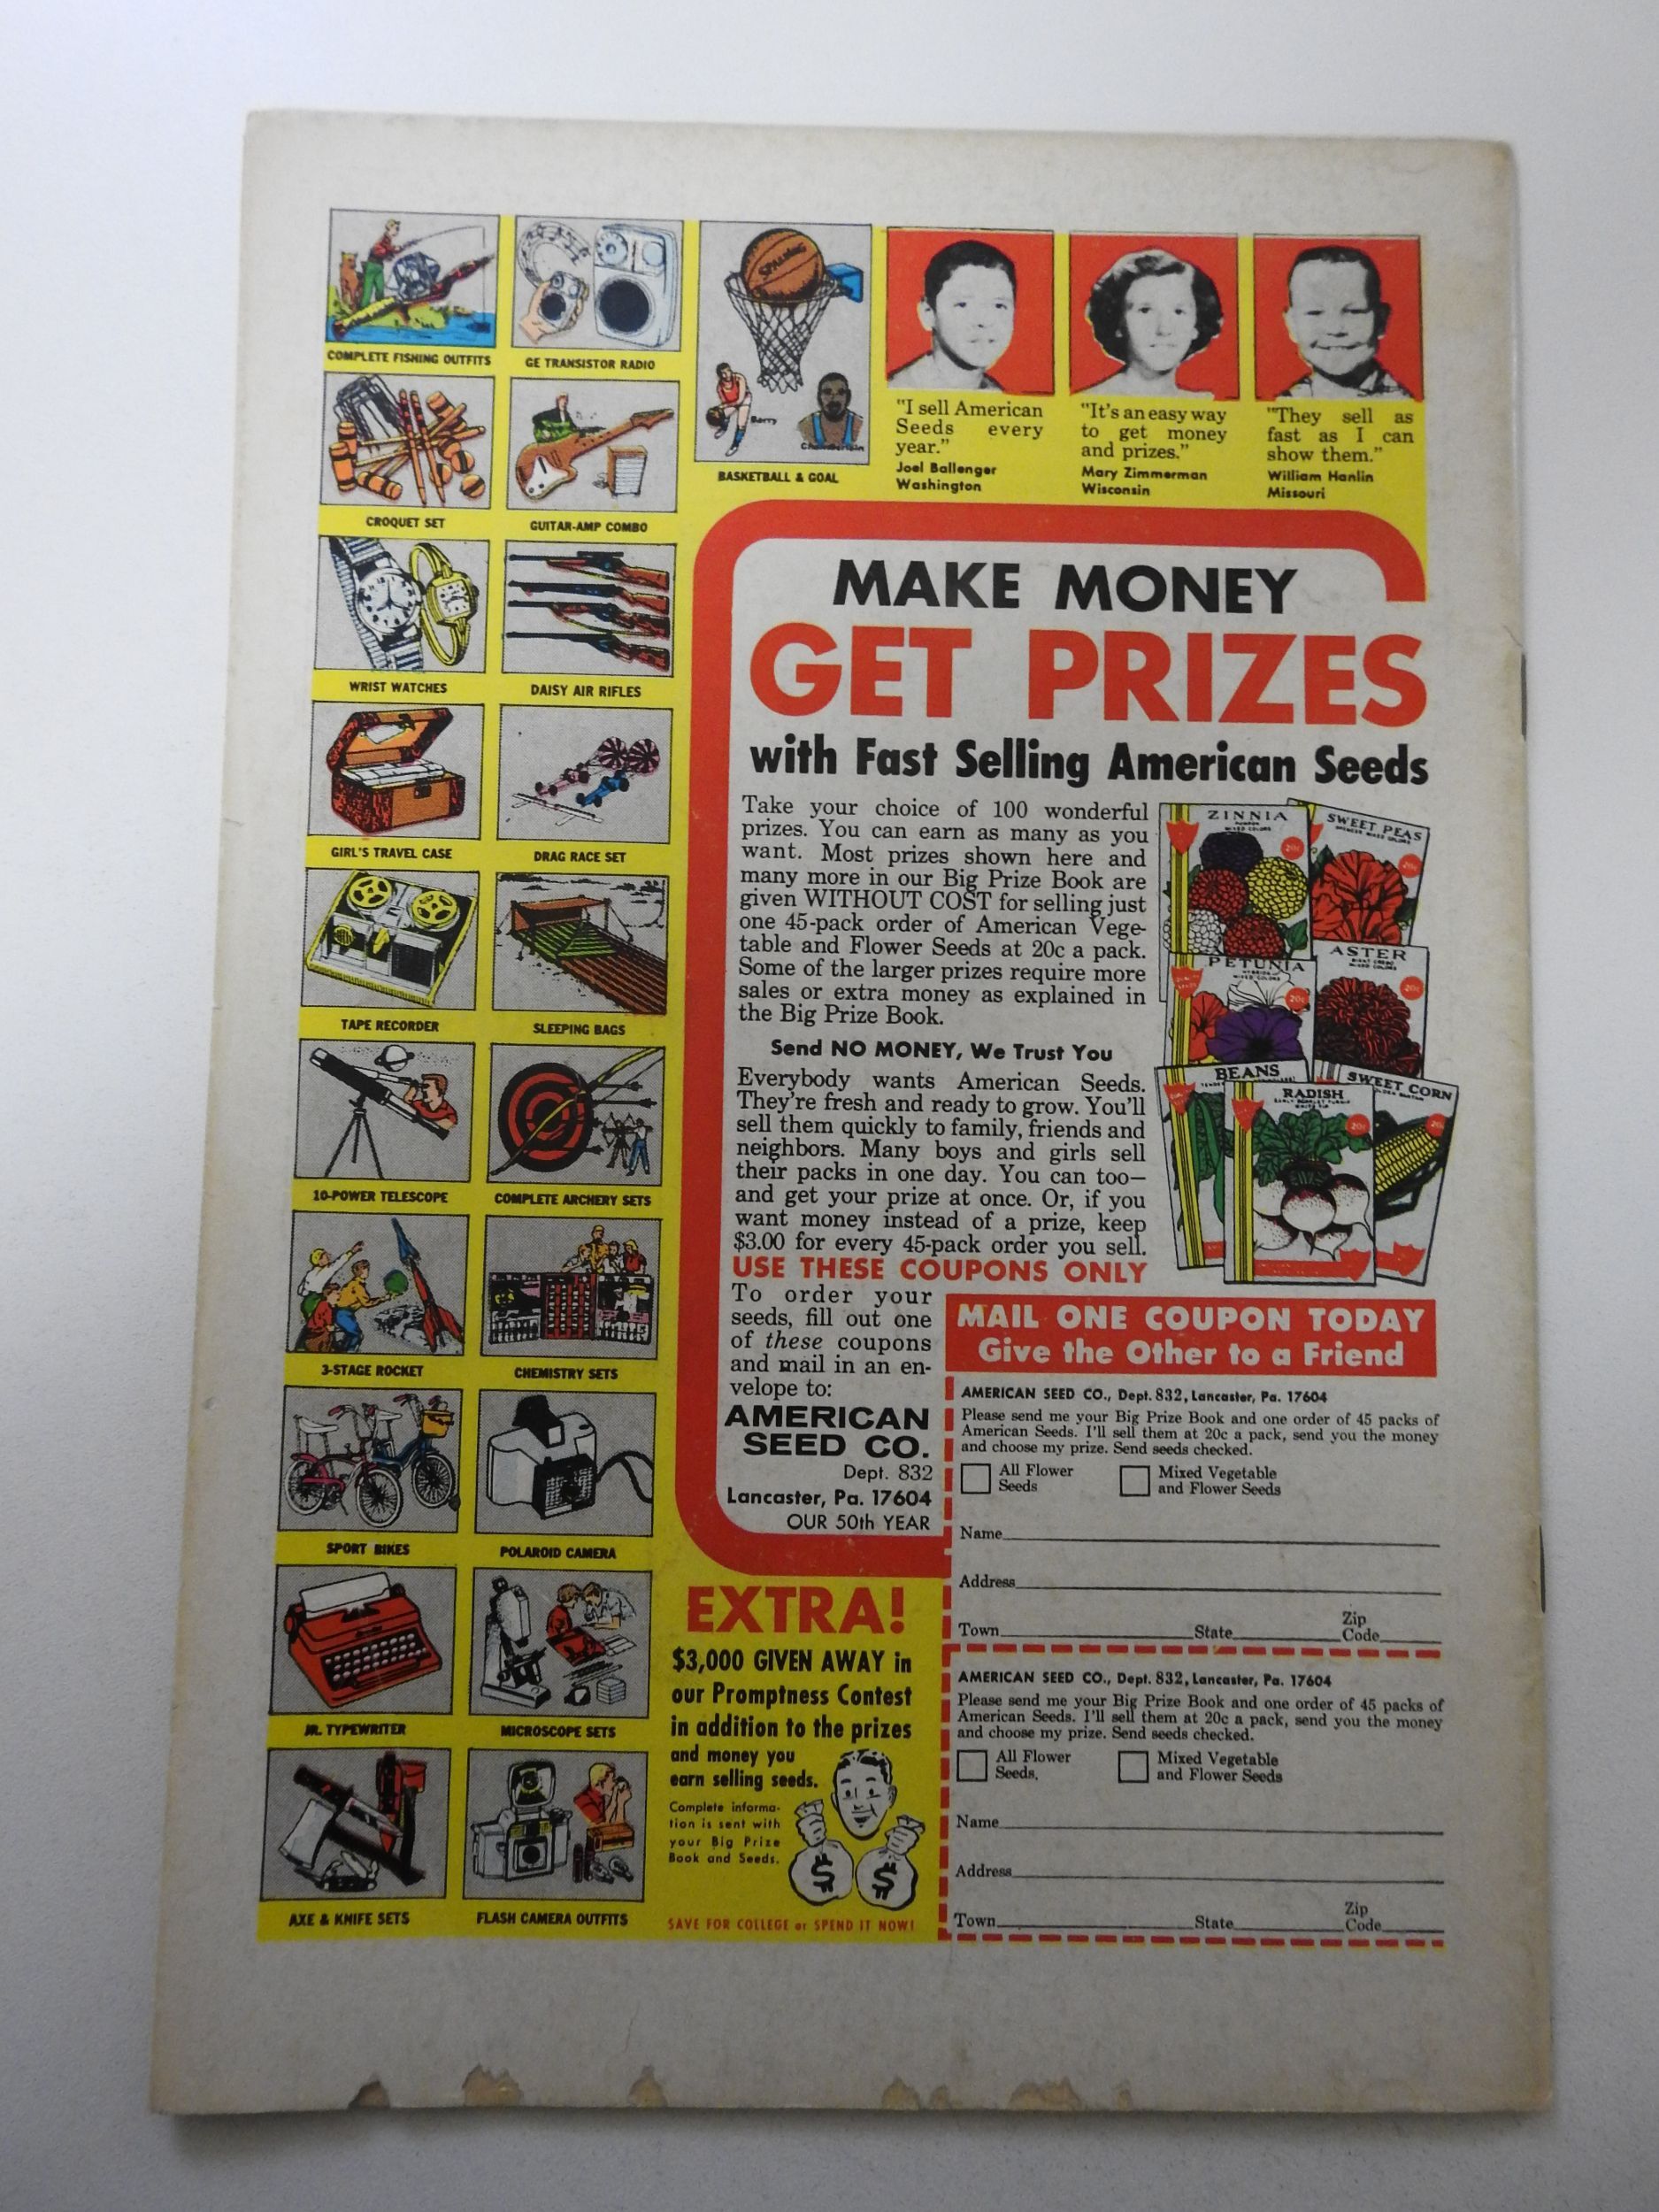 COMPLETE FISHING OUTFITS
GE TRANSISTOR RADIO
SPALDING
Barry
Chamberlain
BASKETBALL & GOAL
CROQUET SET
GUITAR-AMP COMBO
WRIST WATCHES
DAISY AIR RIFLES
GIRL'S TRAVEL CASE
DRAG RACE SET
TAPE RECORDER
SLEEPING BAGS
10-POWER TELESCOPE
COMPLETE ARCHERY SETS
3-STAGE ROCKET
CHEMISTRY SETS
SPORT BIKES
POLAROID CAMERA
JR. TYPEWRITER
MICROSCOPE SETS
AXE & KNIFE SETS
FLASH CAMERA OUTFITS
"I sell American
Seeds every
year."
Joel Ballenger
Washington
"It's an easy way
to get money
and prizes."
Mary Zimmerman
Wisconsin
"They sell as
fast as I can
show them."
William Hanlin
Missouri
MAKE MONEY
GET PRIZES
with Fast Selling American Seeds
Take your choice of 100 wonderful
prizes. You can earn as many as you
want. Most prizes shown here and
many more in our Big Prize Book are
given WITHOUT COST for selling just
one 45-pack order of American Vege-
table and Flower Seeds at 20c a pack.
Some of the larger prizes require more
sales or extra money as explained in
the Big Prize Book.
Send NO MONEY, We Trust You
Everybody wants American Seeds.
They're fresh and ready to grow. You'll
sell them quickly to family, friends and
neighbors. Many boys and girls sell
their packs in one day. You can too—
and get your prize at once. Or, if you
want money instead of a prize, keep
$3.00 for every 45-pack order you sell.
USE THESE COUPONS ONLY
To order your
seeds, fill out one
of these coupons
and mail in an en-
velope to:
AMERICAN
SEED CO.
Dept. 832
Lancaster, Pa. 17604
OUR 50th YEAR
ZINNIA
MIXED COLORS
20c
SWEET PEAS
20c
PETUNIA
20c
ASTER
20c
BEANS
RADISH
20c
SWEET CORN
20c
MAIL ONE COUPON TODAY
Give the Other to a Friend
AMERICAN SEED CO., Dept. 832, Lancaster, Pa. 17604
Please send me your Big Prize Book and one order of 45 packs of
American Seeds. I'll sell them at 20c a pack, send you the money
and choose my prize. Send seeds checked.
All Flower
Seeds
Mixed Vegetable
and Flower Seeds
Name
Address
Town State Zip Code
AMERICAN SEED CO., Dept. 832, Lancaster, Pa. 17604
Please send me your Big Prize Book and one order of 45 packs of
American Seeds. I'll sell them at 20c a pack, send you the money
and choose my prize. Send seeds checked.
All Flower
Seeds.
Mixed Vegetable
and Flower Seeds
Name
Address
Town State Zip Code
EXTRA!
$3,000 GIVEN AWAY in
our Promptness Contest
in addition to the prizes
and money you
earn selling seeds.
Complete informa-
tion is sent with
your Big Prize
Book and Seeds.
$ $
SAVE FOR COLLEGE or SPEND IT NOW!